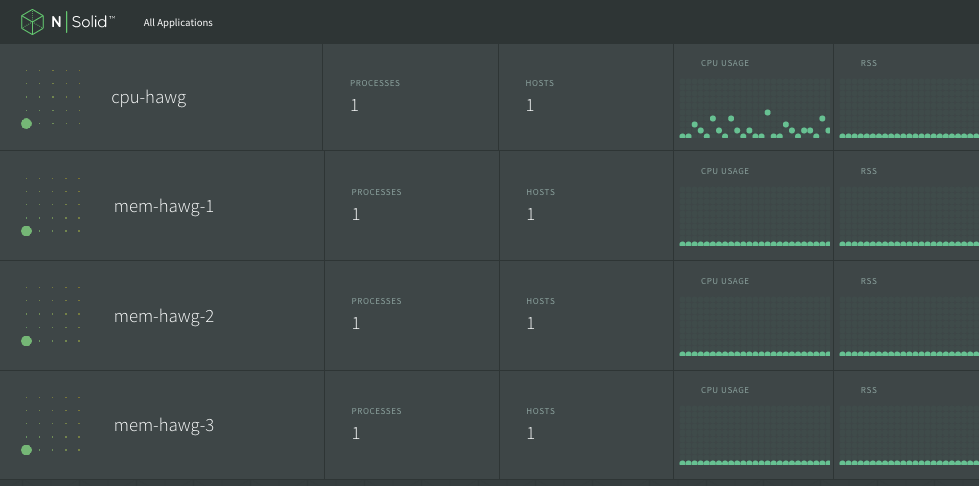 N|Solid™ All Applications
cpu-hawg PROCESSES 1 HOSTS 1 CPU USAGE RSS
mem-hawg-1 PROCESSES 1 HOSTS 1 CPU USAGE RSS
mem-hawg-2 PROCESSES 1 HOSTS 1 CPU USAGE RSS
mem-hawg-3 PROCESSES 1 HOSTS 1 CPU USAGE RSS